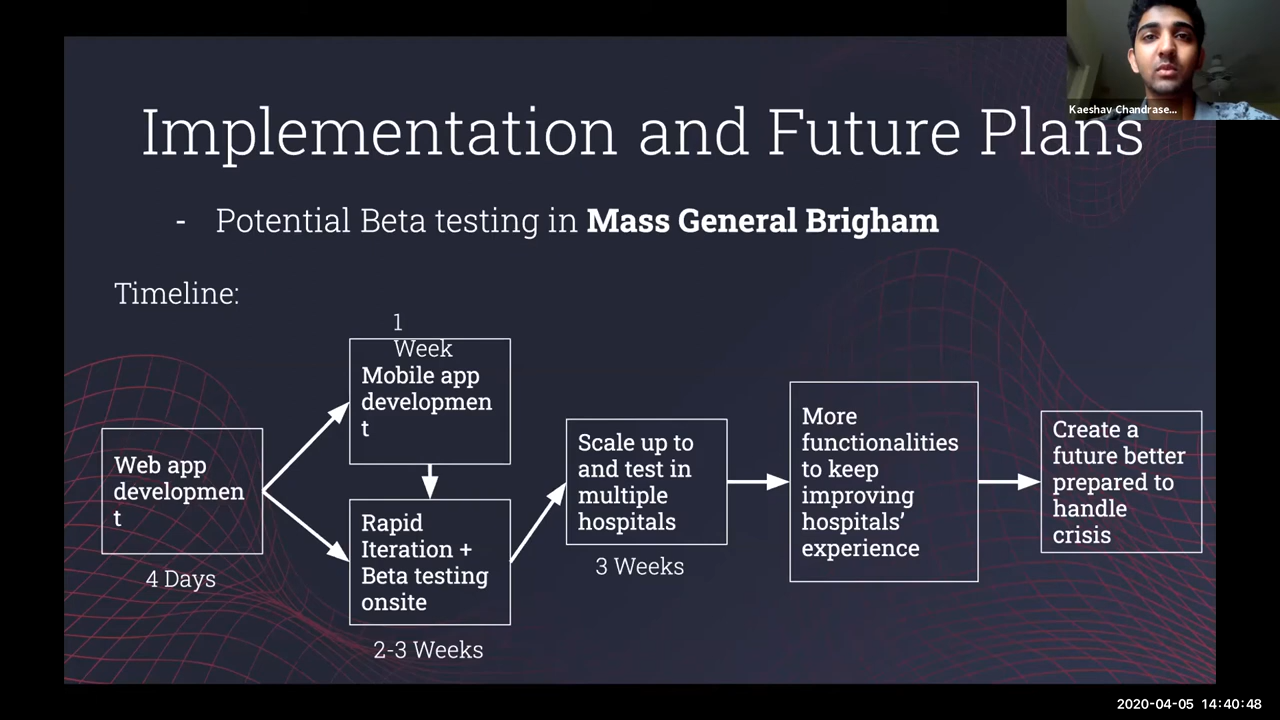 Kaeshav Chandrase...
Implementation and Future Plans
- Potential Beta testing in Mass General Brigham
Timeline:
1
Week
Mobile app
developmen
t
Web app
developmen
t
4 Days
Rapid
Iteration +
Beta testing
onsite
2-3 Weeks
Scale up to
and test in
multiple
hospitals
3 Weeks
More
functionalities
to keep
improving
hospitals’
experience
Create a
future better
prepared to
handle
crisis
2020-04-05 14:40:48